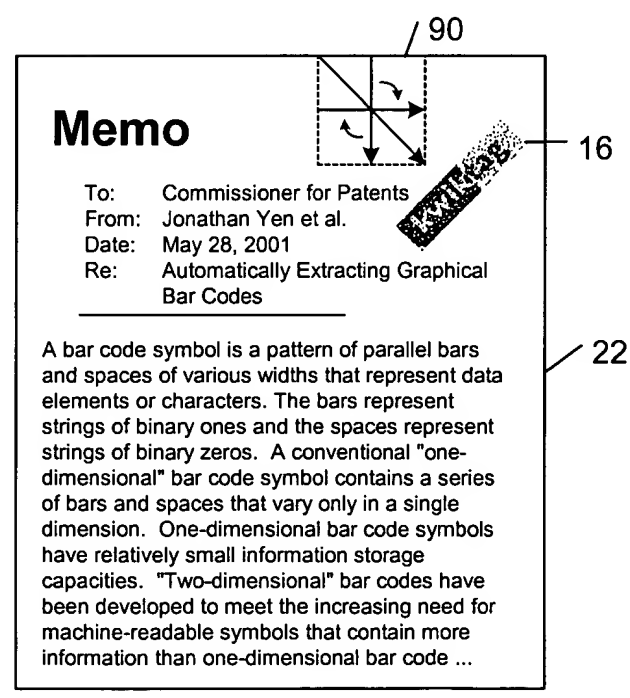 90
Memo
kwiktag
16
To: Commissioner for Patents
From: Jonathan Yen et al.
Date: May 28, 2001
Re: Automatically Extracting Graphical
Bar Codes
22
A bar code symbol is a pattern of parallel bars
and spaces of various widths that represent data
elements or characters. The bars represent
strings of binary ones and the spaces represent
strings of binary zeros. A conventional "one-
dimensional" bar code symbol contains a series
of bars and spaces that vary only in a single
dimension. One-dimensional bar code symbols
have relatively small information storage
capacities. "Two-dimensional" bar codes have
been developed to meet the increasing need for
machine-readable symbols that contain more
information than one-dimensional bar code ...